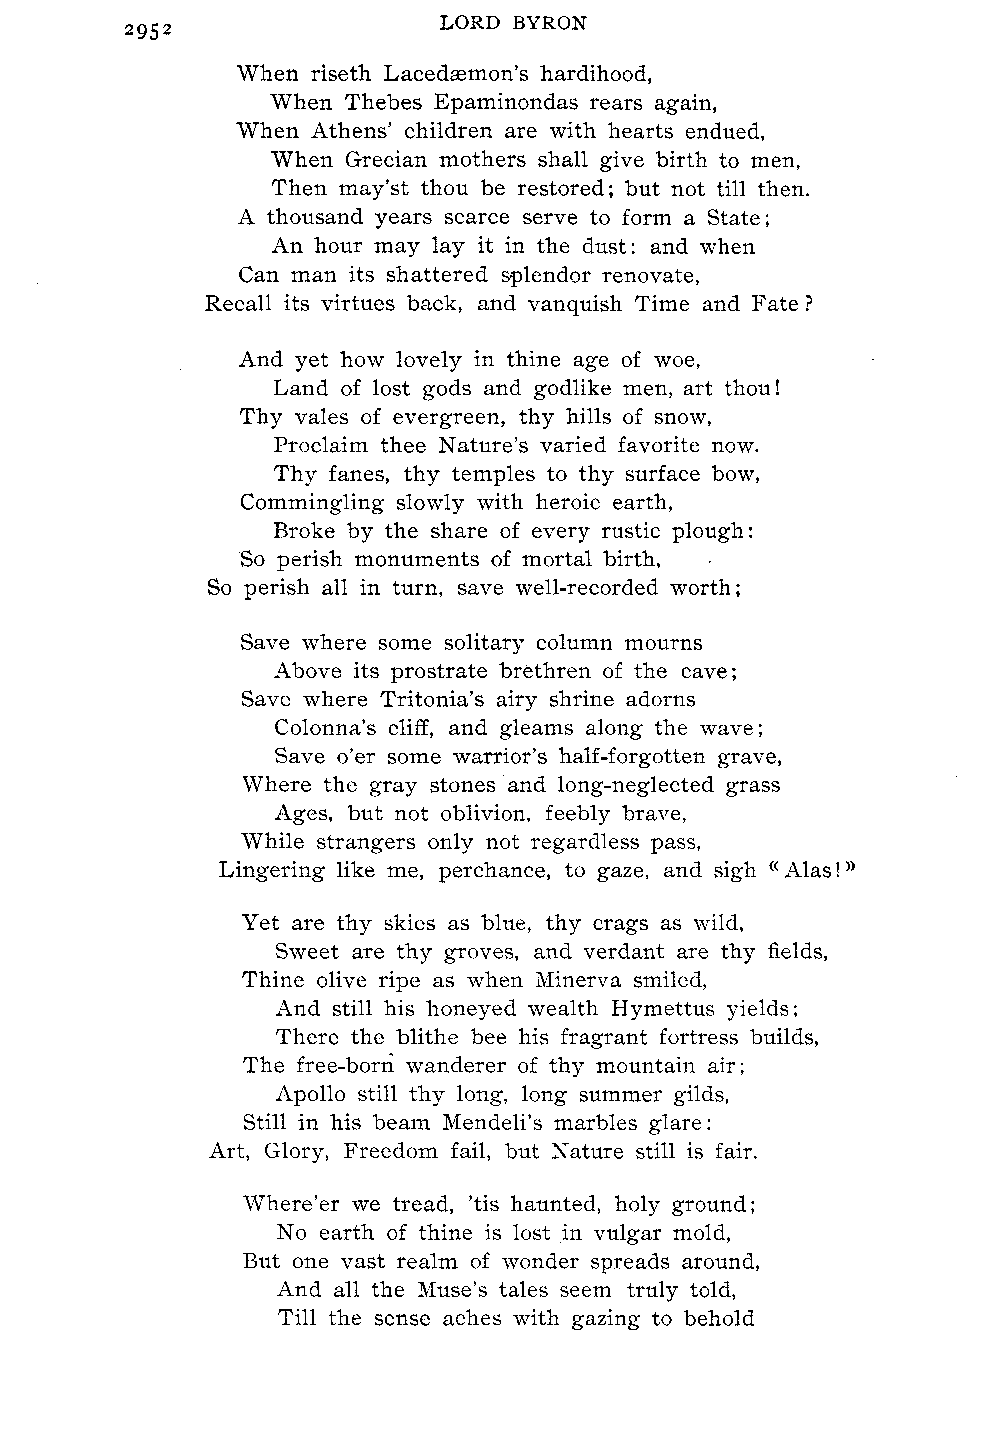 2952
LORD BYRON
When riseth Lacedæmon's hardihood,
When Thebes Epaminondas rears again,
When Athens' children are with hearts endued,
When Grecian mothers shall give birth to men,
Then may'st thou be restored; but not till then.
A thousand years scarce serve to form a State;
An hour may lay it in the dust: and when
Can man its shattered splendor renovate,
Recall its virtues back, and vanquish Time and Fate?
And yet how lovely in thine age of woe,
Land of lost gods and godlike men, art thou!
Thy vales of evergreen, thy hills of snow,
Proclaim thee Nature's varied favorite now.
Thy fanes, thy temples to thy surface bow,
Commingling slowly with heroic earth,
Broke by the share of every rustic plough:
So perish monuments of mortal birth,
So perish all in turn, save well-recorded worth;
Save where some solitary column mourns
Above its prostrate brethren of the cave;
Save where Tritonia's airy shrine adorns
Colonna's cliff, and gleams along the wave;
Save o'er some warrior's half-forgotten grave,
Where the gray stones and long-neglected grass
Ages, but not oblivion, feebly brave,
While strangers only not regardless pass,
Lingering like me, perchance, to gaze, and sigh « Alas!»
Yet are thy skies as blue, thy crags as wild,
Sweet are thy groves, and verdant are thy fields,
Thine olive ripe as when Minerva smiled,
And still his honeyed wealth Hymettus yields;
There the blithe bee his fragrant fortress builds,
The free-born wanderer of thy mountain air;
Apollo still thy long, long summer gilds,
Still in his beam Mendeli's marbles glare:
Art, Glory, Freedom fail, but Nature still is fair.
Where'er we tread, 'tis haunted, holy ground;
No earth of thine is lost in vulgar mold,
But one vast realm of wonder spreads around,
And all the Muse's tales seem truly told,
Till the sense aches with gazing to behold